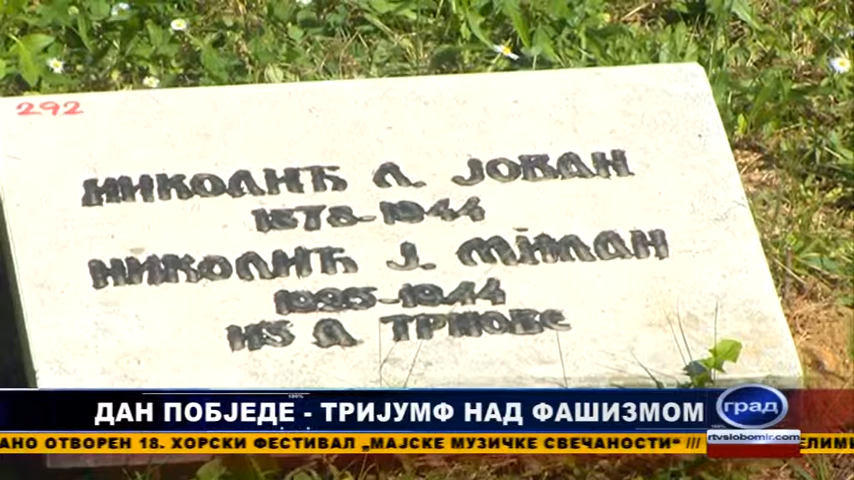 292
НИКОЛИЋ Л. ЈОВАН
1878-1944
НИКОЛИЋ Ј. МИЛАН
1925-1944
ИЗ Д. ТРНОВЕ
ДАН ПОБЈЕДЕ - ТРИЈУМФ НАД ФАШИЗМОМ
град
rtvslobomir.com
АНО ОТВОРЕН 18. ХОРСКИ ФЕСТИВАЛ „МАЈСКЕ МУЗИЧКЕ СВЕЧАНОСТИ“ /// ЕЛИМИ